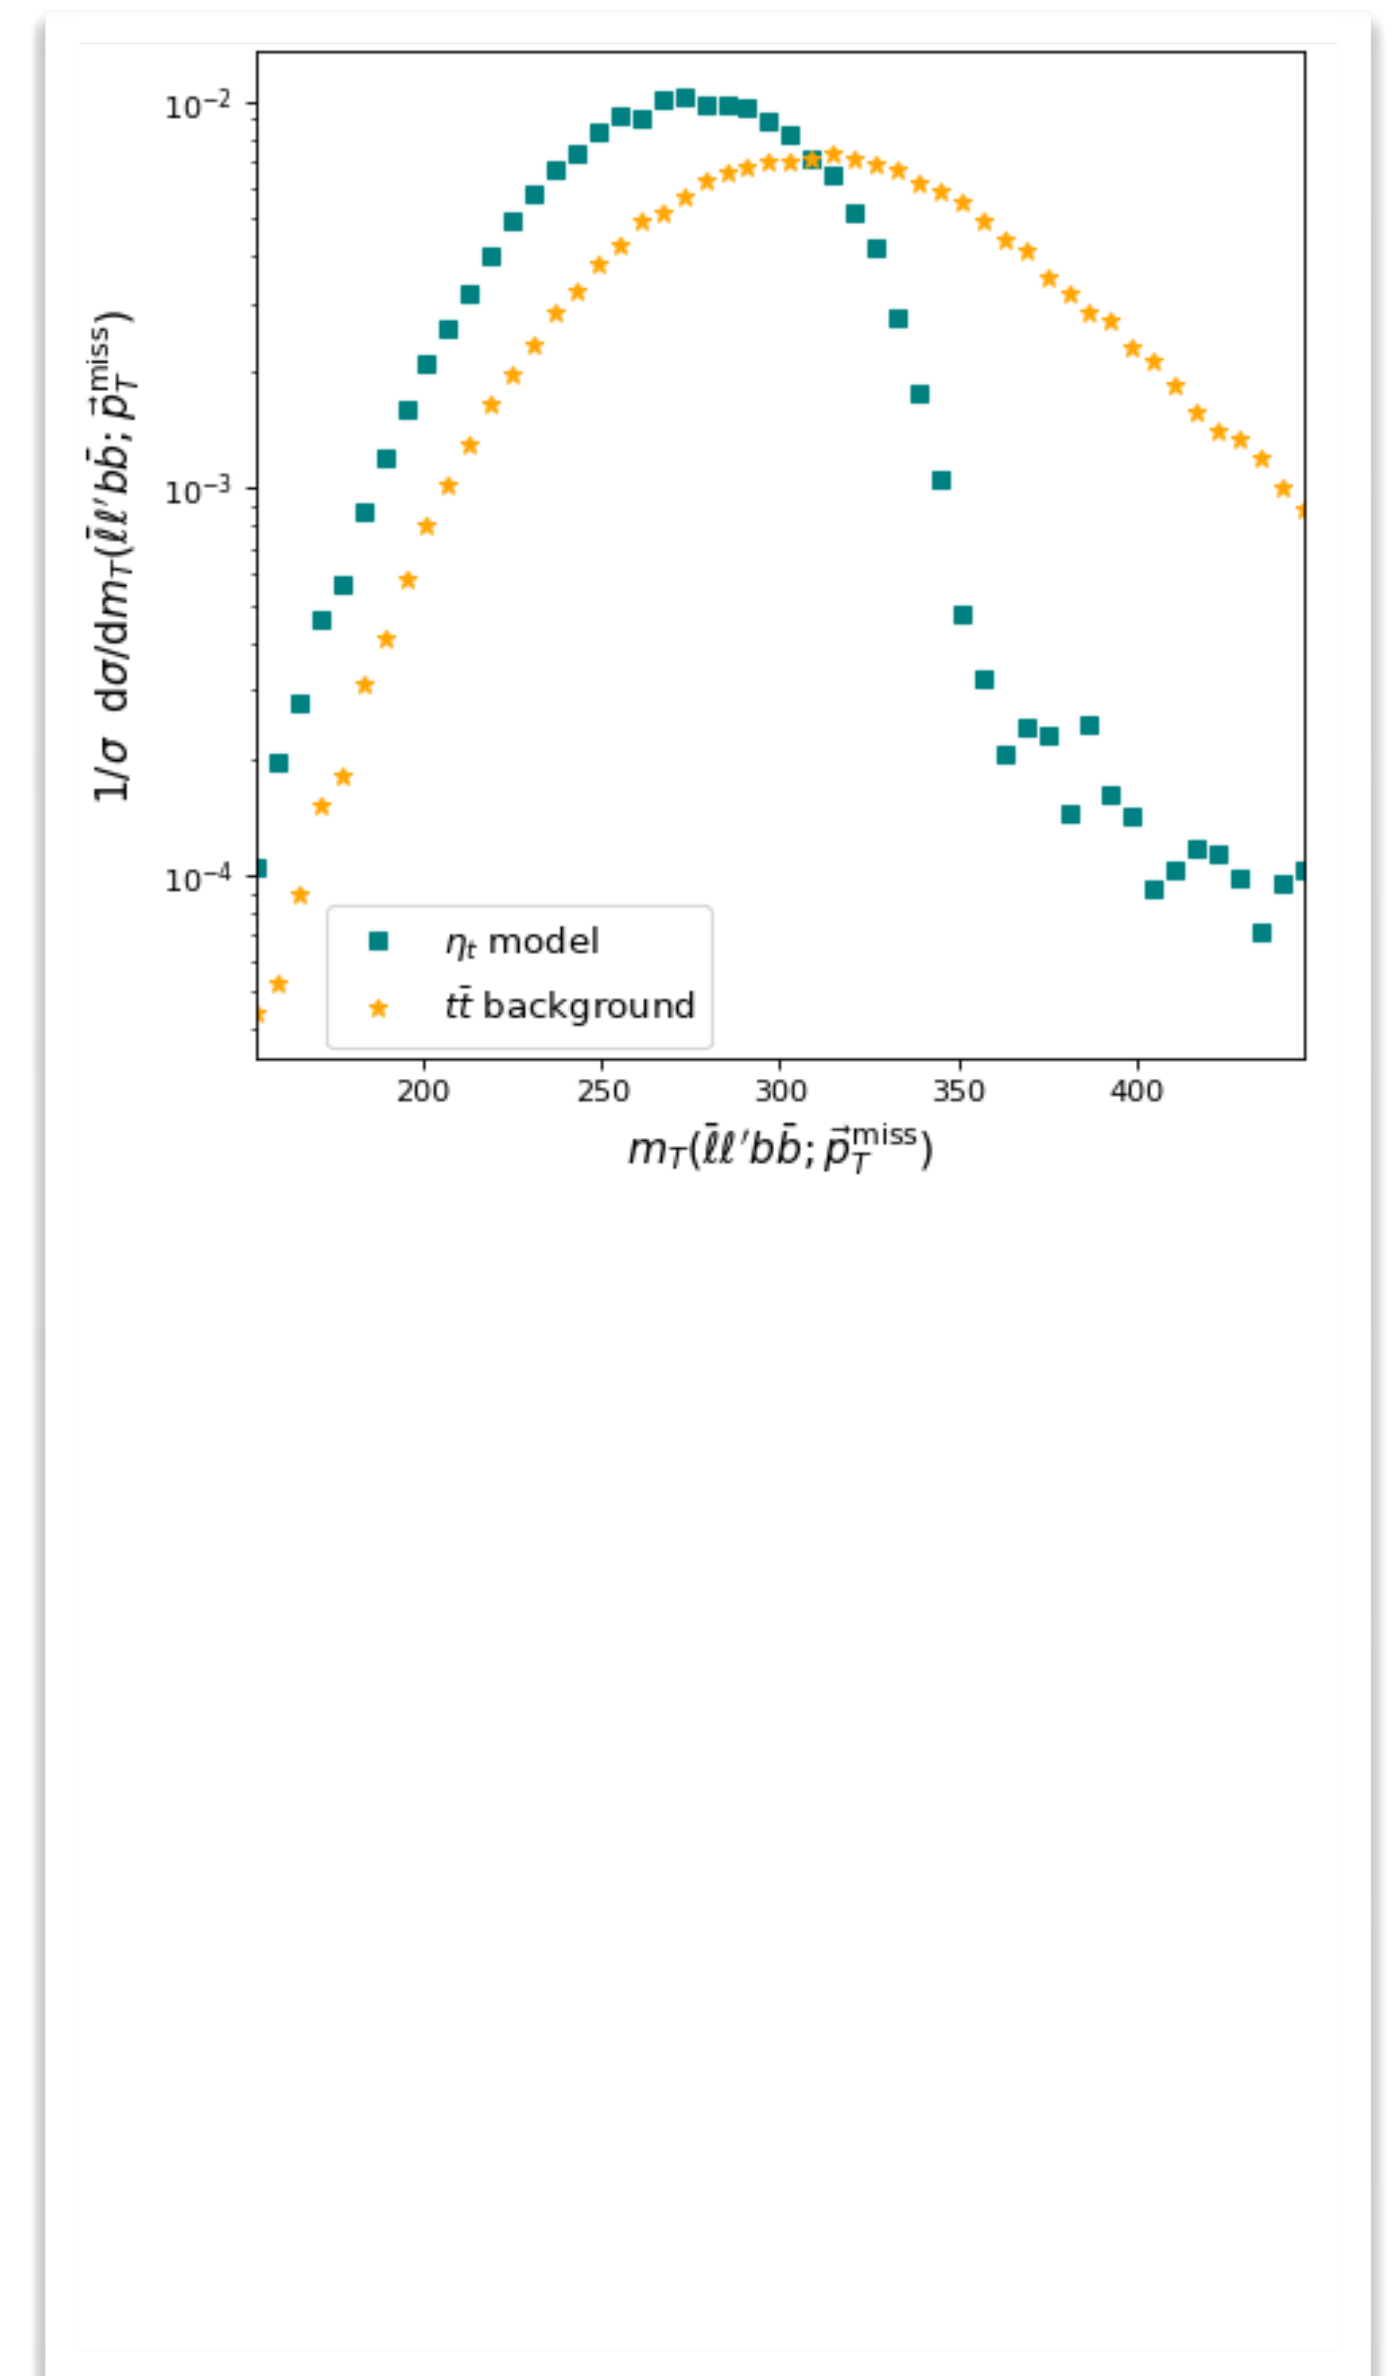 10⁻²
10⁻³
10⁻⁴
1/σ dσ/dm_T(ℓ̄ℓ′bb̄; p⃗_T^miss)
η_t model
tt̄ background
200 250 300 350 400
m_T(ℓ̄ℓ′bb̄; p⃗_T^miss)